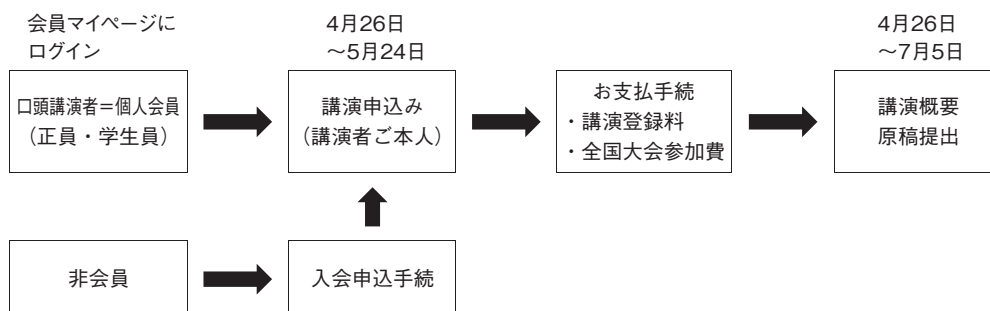 会員マイページに
ログイン
4月26日
～5月24日
4月26日
～7月5日
口頭講演者＝個人会員
（正員・学生員）
講演申込み
（講演者ご本人）
お支払手続
・講演登録料
・全国大会参加費
講演概要
原稿提出
非会員
入会申込手続